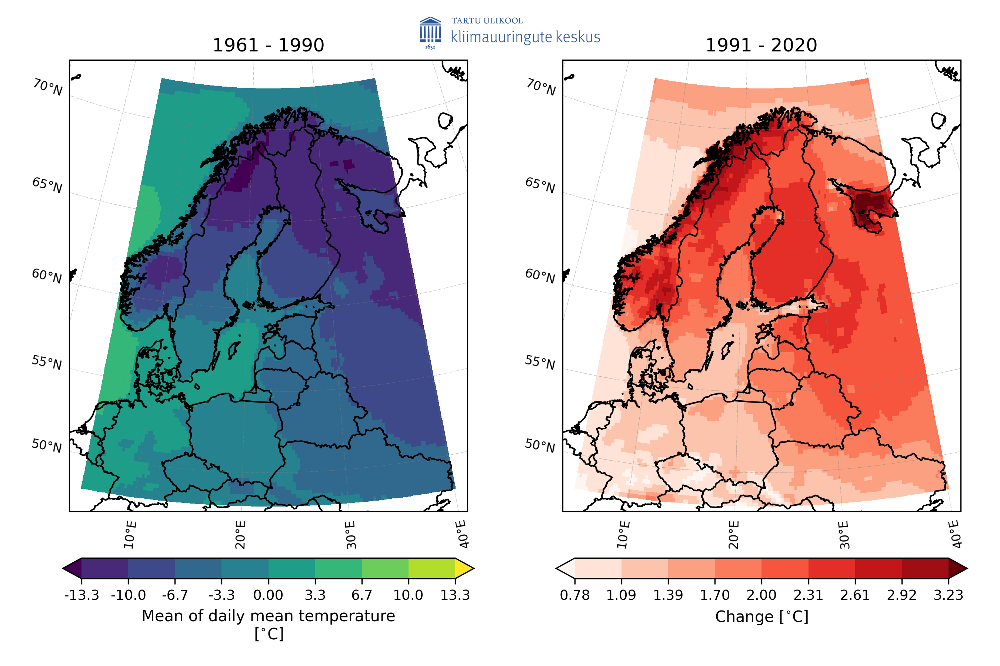 TARTU ÜLIKOOL
kliimauuringute keskus
1632
1961 - 1990
1991 - 2020
70°N
65°N
60°N
55°N
50°N
10°E
20°E
30°E
40°E
70°N
65°N
60°N
55°N
50°N
10°E
20°E
30°E
40°E
-13.3 -10.0 -6.7 -3.3 0.00 3.3 6.7 10.0 13.3
Mean of daily mean temperature
[°C]
0.78 1.09 1.39 1.70 2.00 2.31 2.61 2.92 3.23
Change [°C]